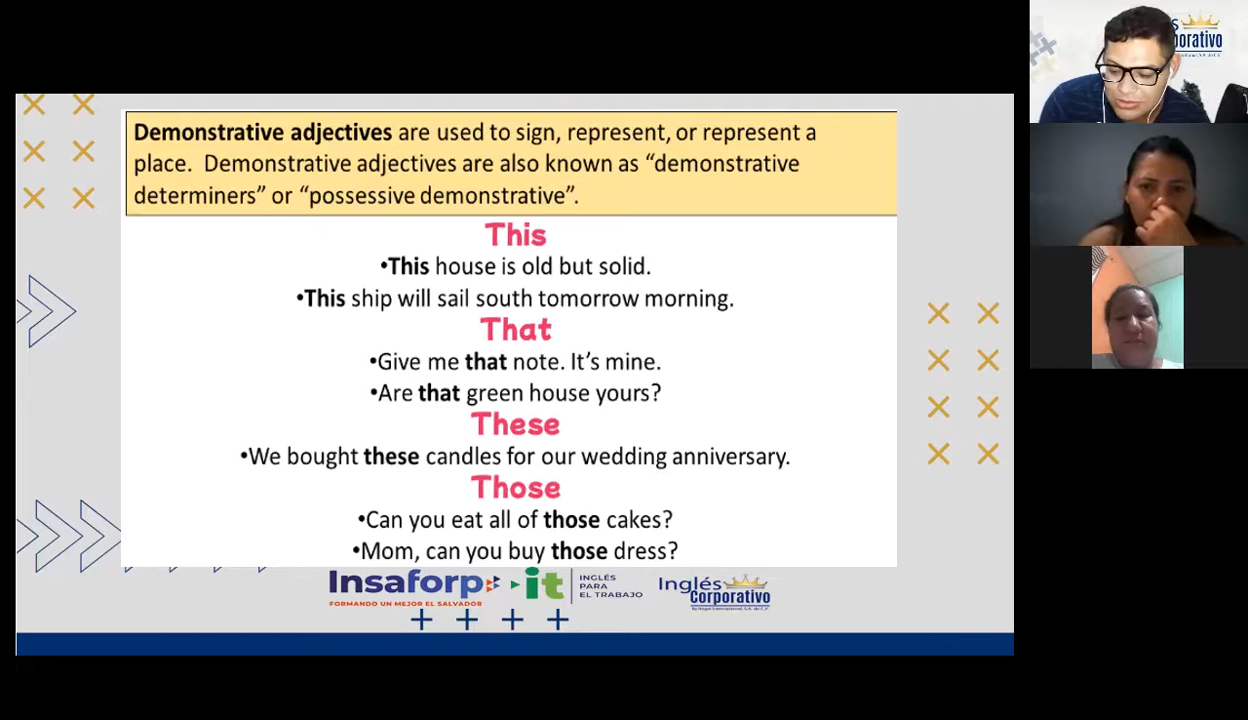 Demonstrative adjectives are used to sign, represent, or represent a
place. Demonstrative adjectives are also known as “demonstrative
determiners” or “possessive demonstrative”.
This
•This house is old but solid.
•This ship will sail south tomorrow morning.
That
•Give me that note. It’s mine.
•Are that green house yours?
These
•We bought these candles for our wedding anniversary.
Those
•Can you eat all of those cakes?
•Mom, can you buy those dress?
Insaforp
FORMANDO UN MEJOR EL SALVADOR
it
INGLÉS
PARA
EL TRABAJO
Inglés
Corporativo
orativo